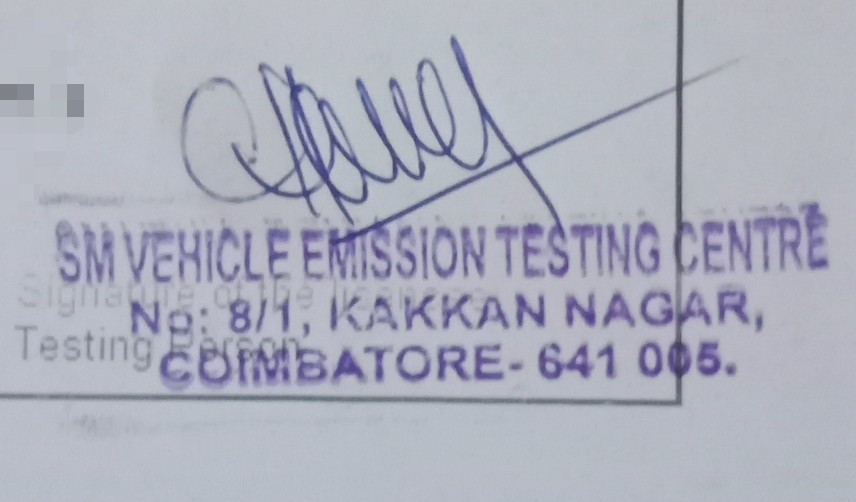 SM VEHICLE EMISSION TESTING CENTRE
Signature of the licensee
No: 8/1, KAKKAN NAGAR,
Testing Person
COIMBATORE- 641 005.